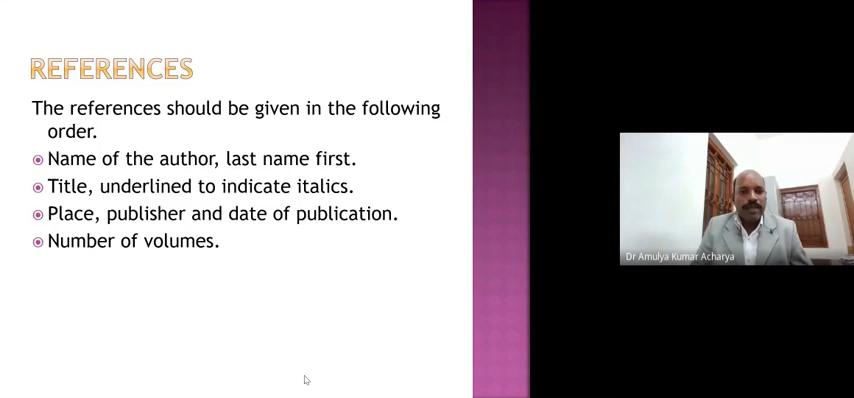 REFERENCES
The references should be given in the following
order.
Name of the author, last name first.
Title, underlined to indicate italics.
Place, publisher and date of publication.
Number of volumes.
Dr Amulya Kumar Acharya